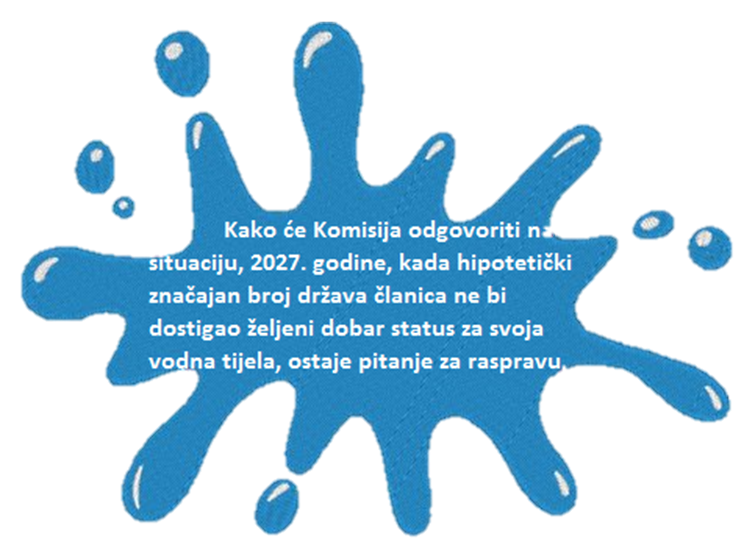 Kako će Komisija odgovoriti na
situaciju, 2027. godine, kada hipotetički
značajan broj država članica ne bi
dostigao željeni dobar status za svoja
vodna tijela, ostaje pitanje za raspravu.